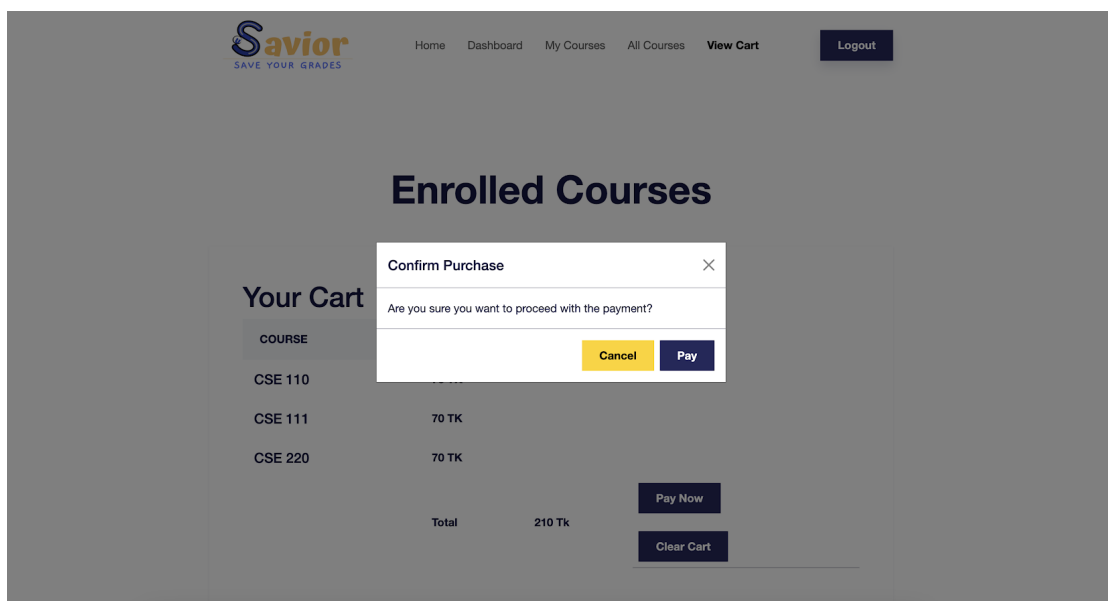 Savior
SAVE YOUR GRADES
Home Dashboard My Courses All Courses View Cart Logout
Enrolled Courses
Confirm Purchase
Are you sure you want to proceed with the payment?
Cancel Pay
Your Cart
COURSE
CSE 110
CSE 111 70 TK
CSE 220 70 TK
Pay Now
Total 210 Tk
Clear Cart